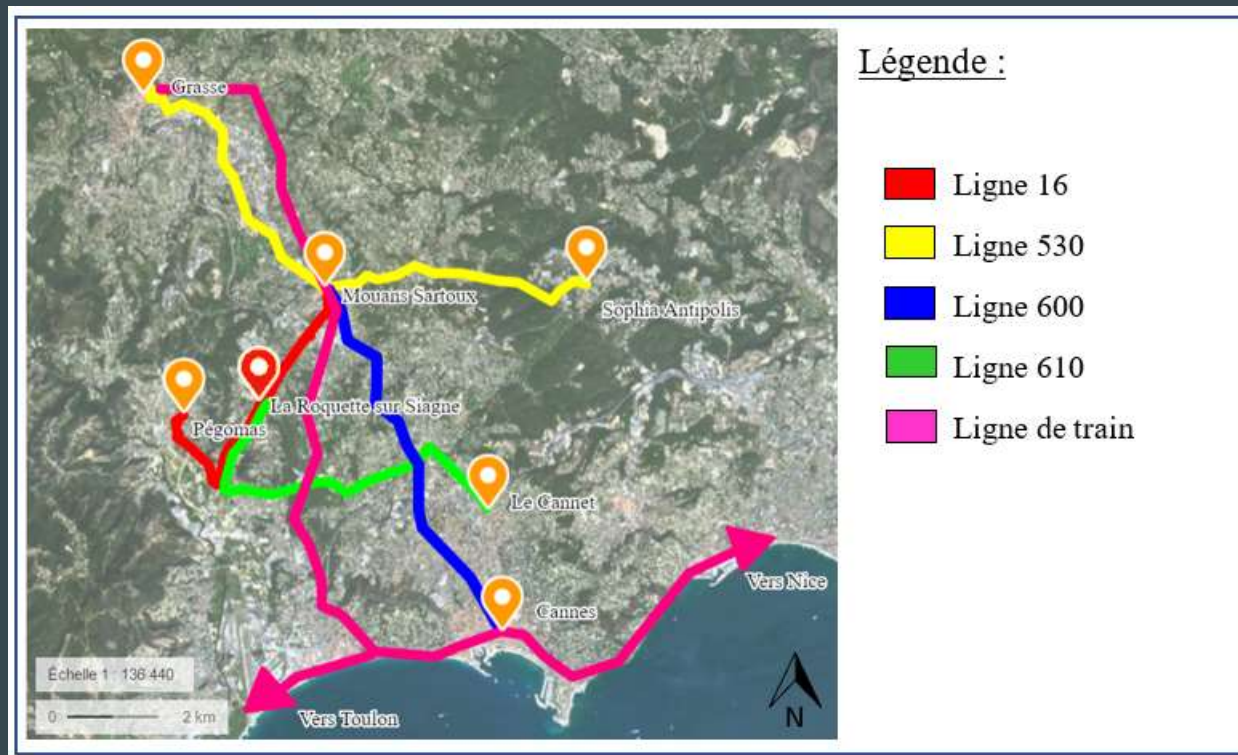 Grasse
Mouans Sartoux
Sophia Antipolis
La Roquette sur Siagne
Pégomas
Le Cannet
Vers Nice
Cannes
Échelle 1 : 136 440
0 2 km
Vers Toulon
N
Légende :
Ligne 16
Ligne 530
Ligne 600
Ligne 610
Ligne de train